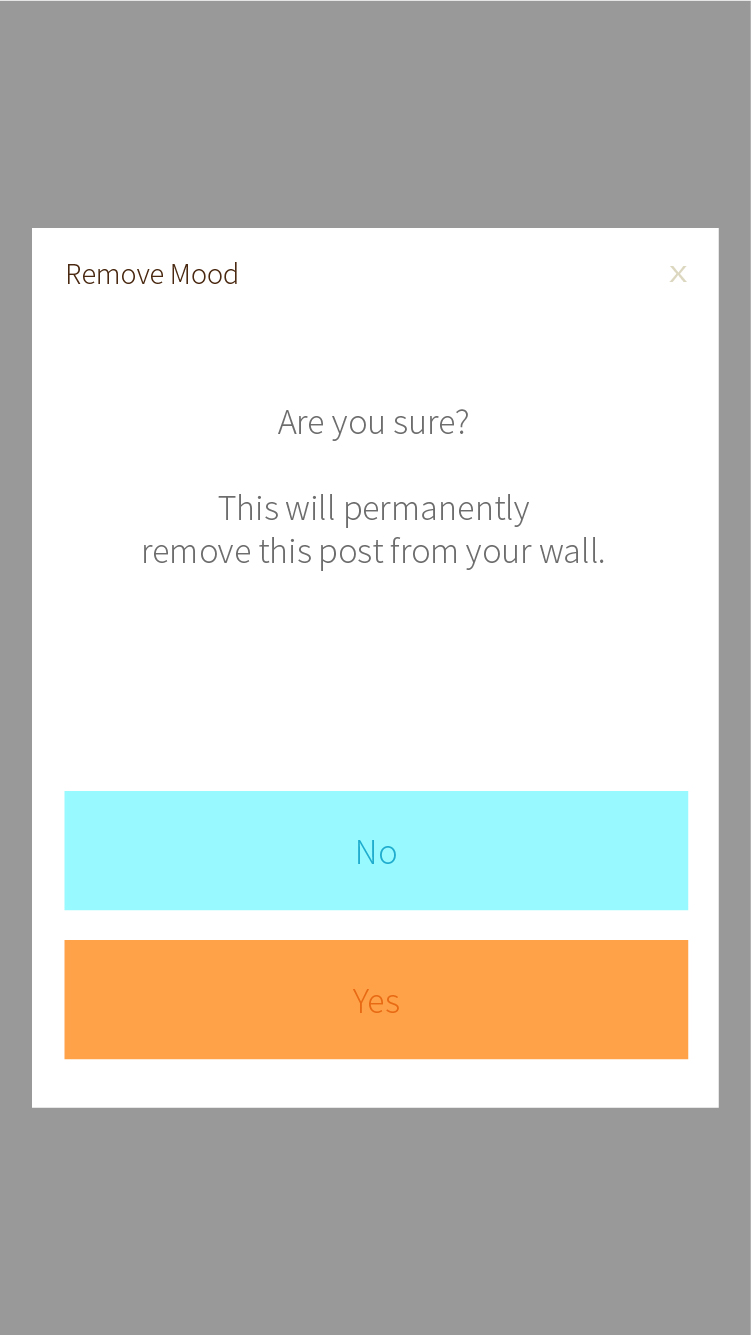 Remove Mood x
Are you sure?
This will permanently
remove this post from your wall.
No
Yes